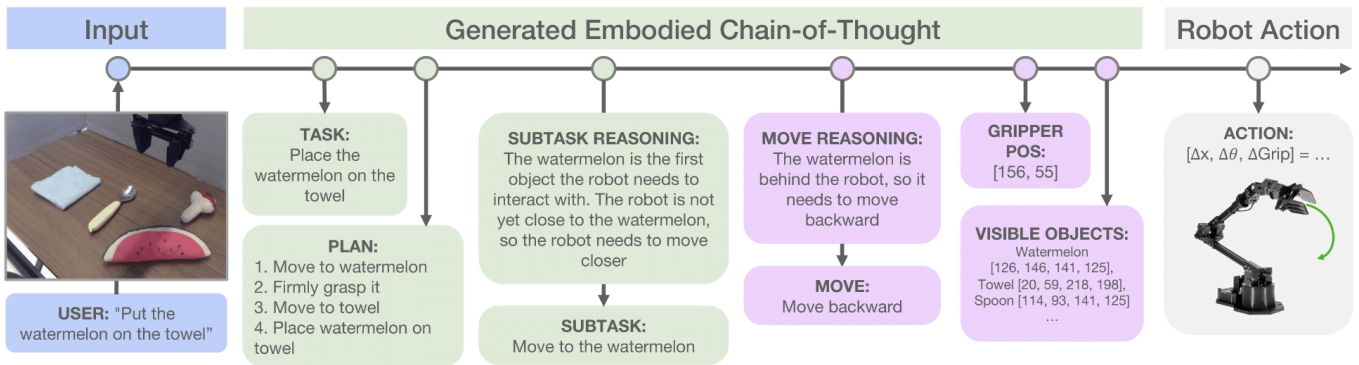 Input
Generated Embodied Chain-of-Thought
Robot Action
USER: "Put the
watermelon on the towel”
TASK:
Place the
watermelon on the
towel
PLAN:
1. Move to watermelon
2. Firmly grasp it
3. Move to towel
4. Place watermelon on
towel
SUBTASK REASONING:
The watermelon is the first
object the robot needs to
interact with. The robot is not
yet close to the watermelon,
so the robot needs to move
closer
SUBTASK:
Move to the watermelon
MOVE REASONING:
The watermelon is
behind the robot, so it
needs to move
backward
MOVE:
Move backward
GRIPPER
POS:
[156, 55]
VISIBLE OBJECTS:
Watermelon
[126, 146, 141, 125],
Towel [20, 59, 218, 198],
Spoon [114, 93, 141, 125]
...
ACTION:
[Δx, Δθ, ΔGrip] = ...